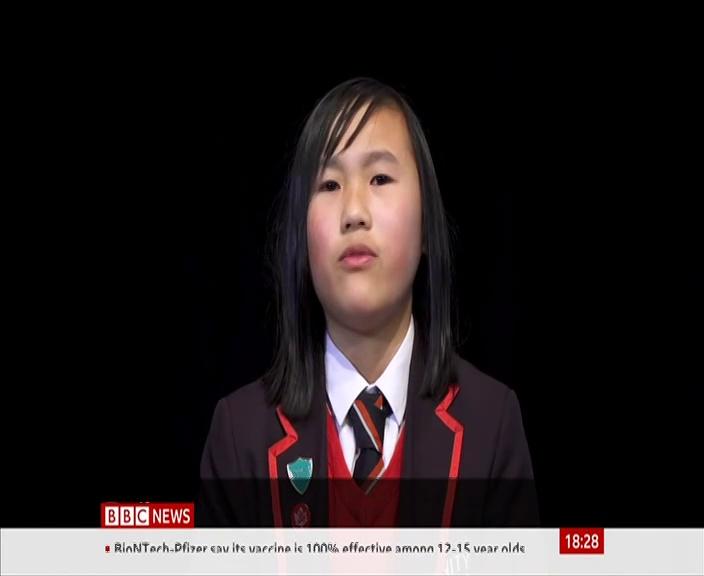 BBC NEWS
BioNTech-Pfizer say its vaccine is 100% effective among 12-15 year olds
18:28